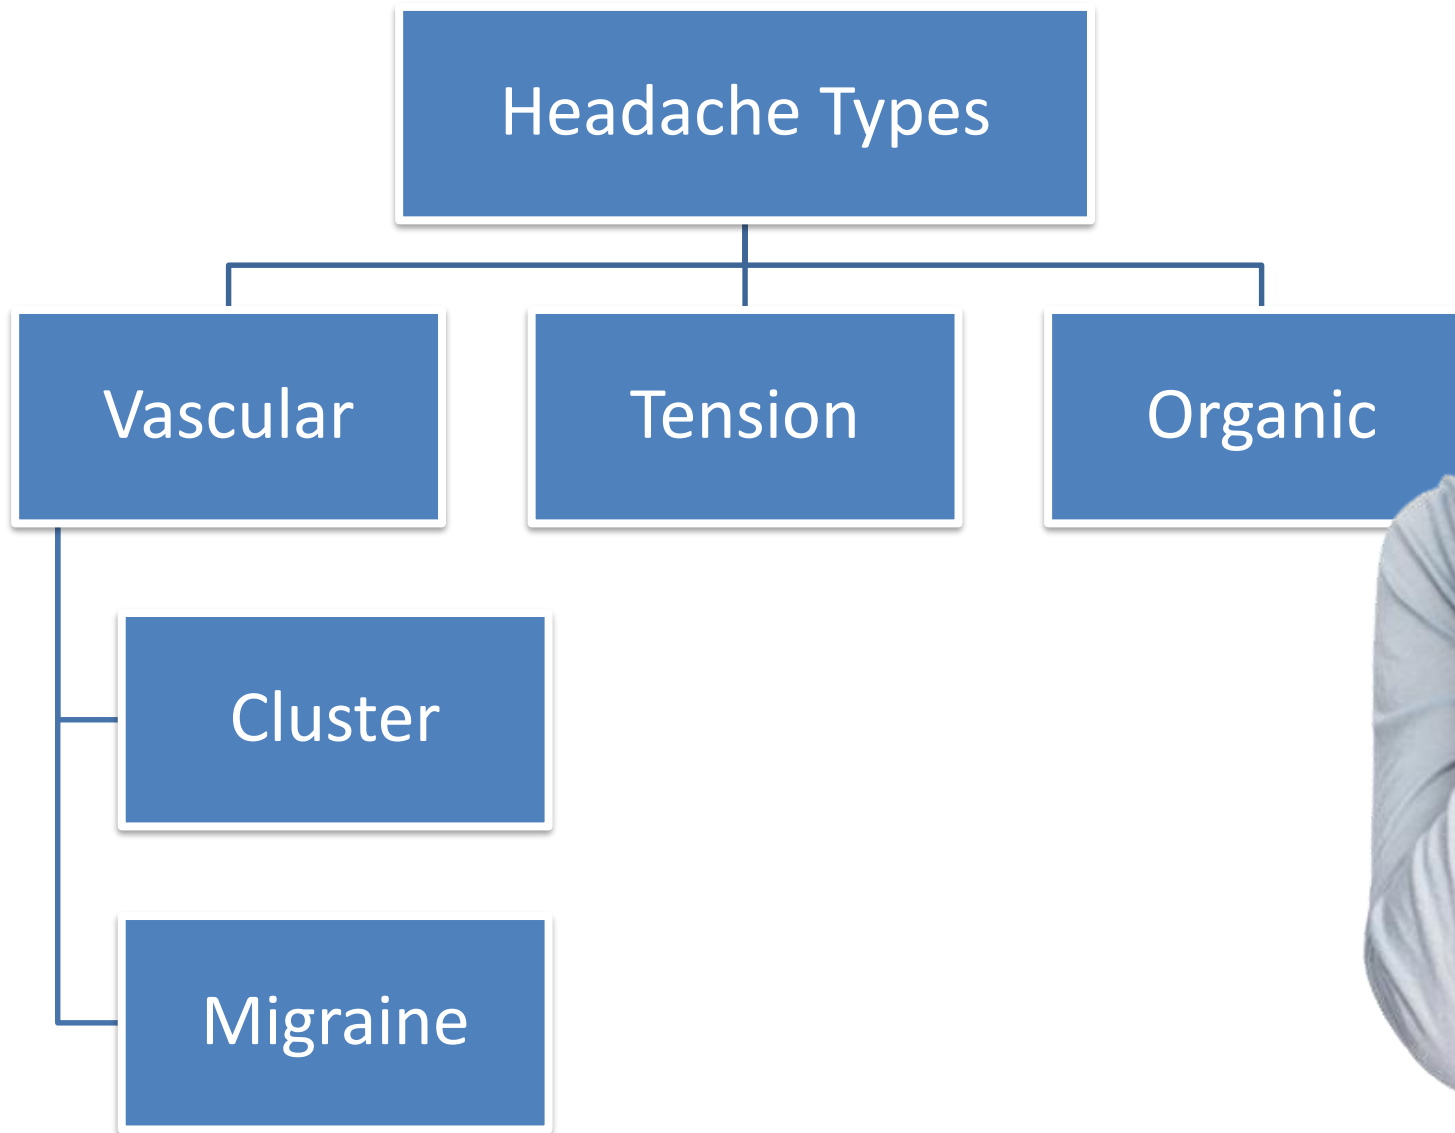 Headache Types
Vascular
Tension
Organic
Cluster
Migraine